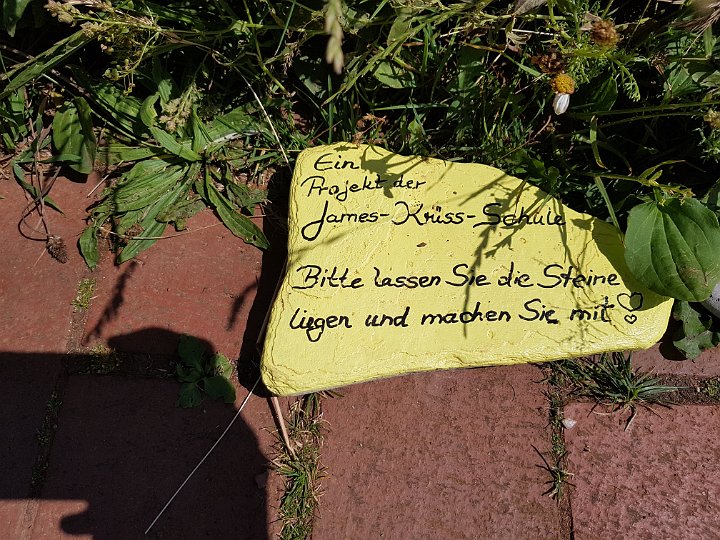 Ein
Projekt der
James-Krüss-Schule
Bitte lassen Sie die Steine
liegen und machen Sie mit!